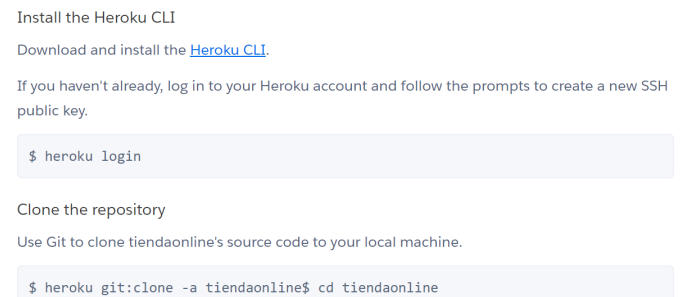 Install the Heroku CLI
Download and install the Heroku CLI.
If you haven't already, log in to your Heroku account and follow the prompts to create a new SSH
public key.
$ heroku login
Clone the repository
Use Git to clone tiendaonline's source code to your local machine.
$ heroku git:clone -a tiendaonline$ cd tiendaonline